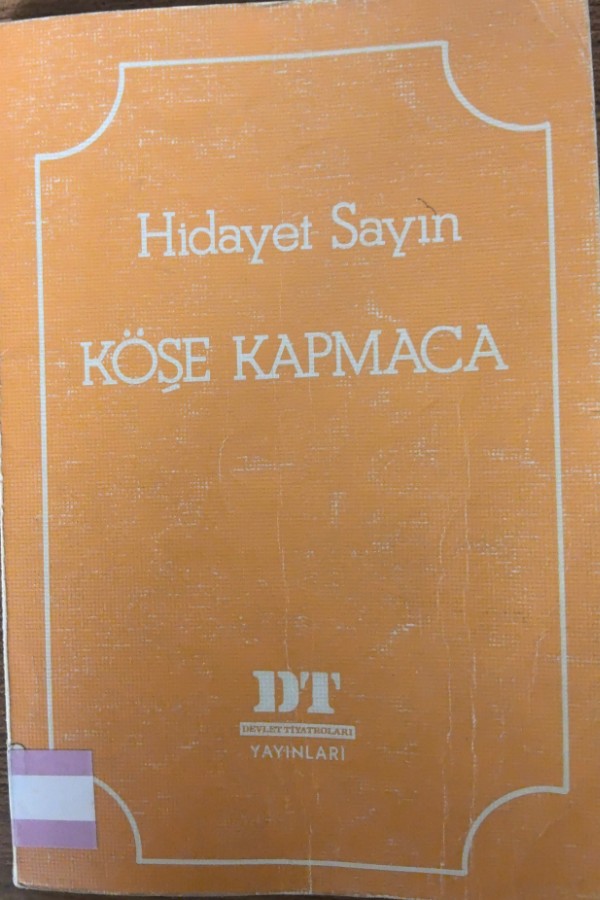 Hidayet Sayın
KÖŞE KAPMACA
DT
DEVLET TİYATROLARI
YAYINLARI